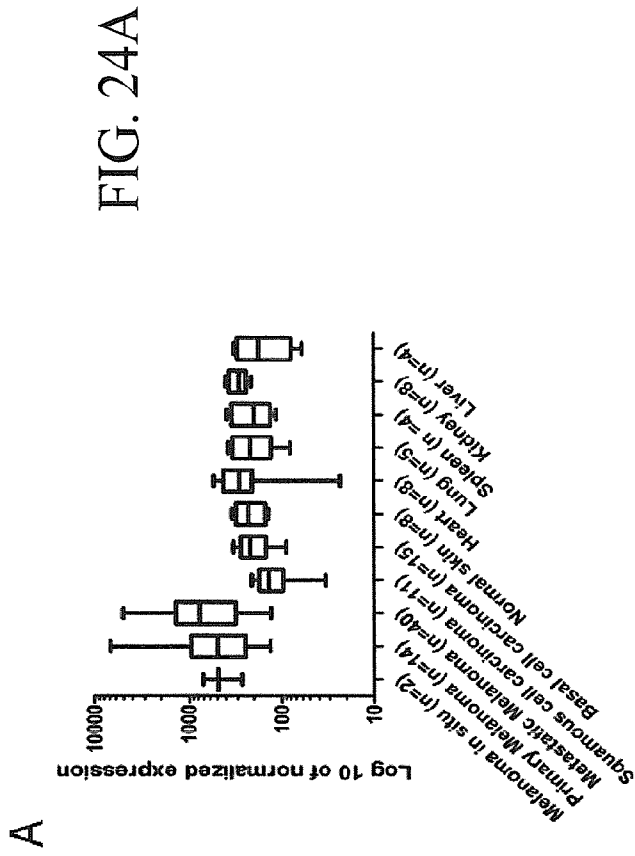 FIG. 24A
A
Log 10 of normalized expression
10000
1000
100
10
Melanoma in situ (n=2)
Primary Melanoma (n=14)
Metastatic Melanoma (n=40)
Squamous cell carcinoma (n=11)
Basal cell carcinoma (n=15)
Normal skin (n=8)
Heart (n=8)
Lung (n=5)
Spleen (n =4)
Kidney (n=8)
Liver (n=4)